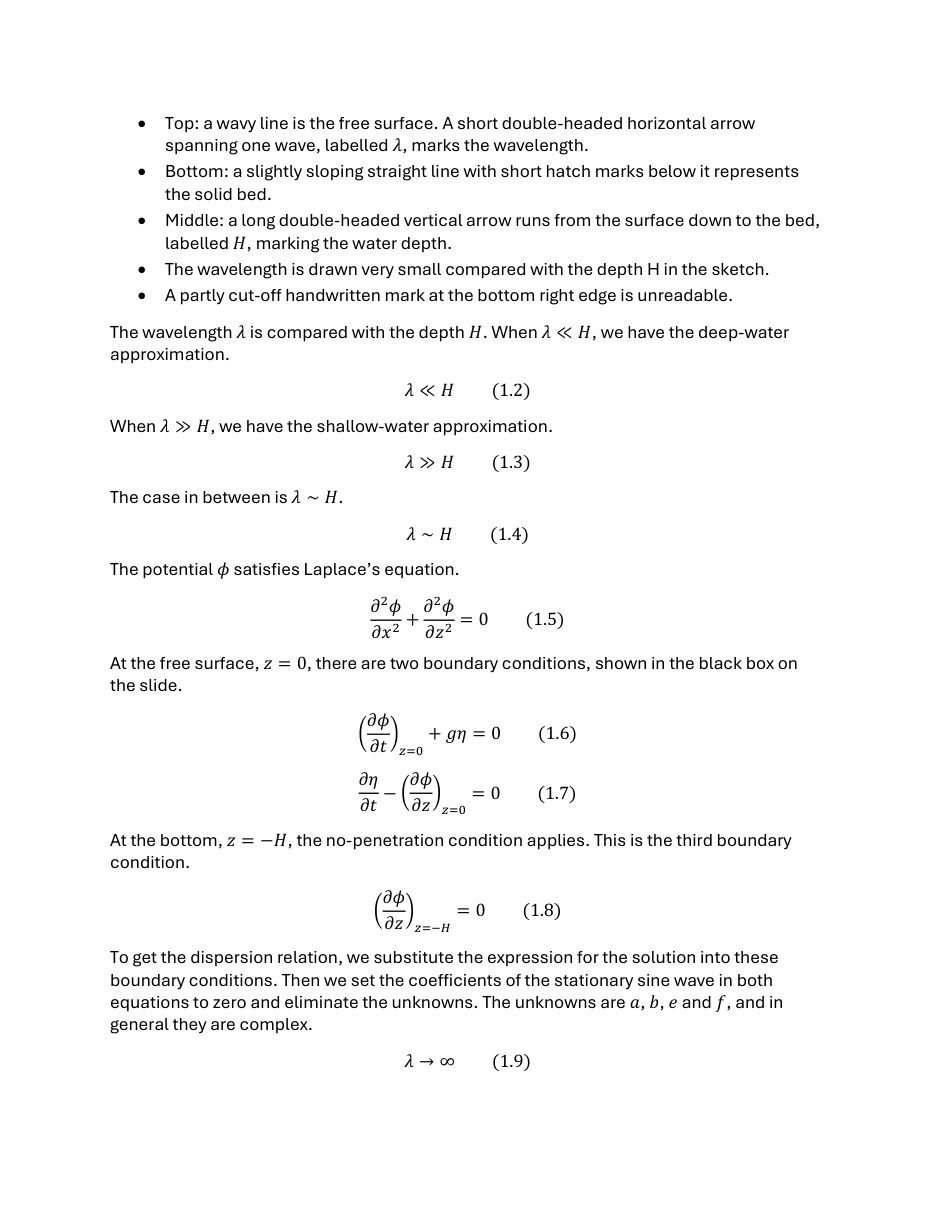 • Top: a wavy line is the free surface. A short double-headed horizontal arrow
spanning one wave, labelled λ, marks the wavelength.
• Bottom: a slightly sloping straight line with short hatch marks below it represents
the solid bed.
• Middle: a long double-headed vertical arrow runs from the surface down to the bed,
labelled H, marking the water depth.
• The wavelength is drawn very small compared with the depth H in the sketch.
• A partly cut-off handwritten mark at the bottom right edge is unreadable.
The wavelength λ is compared with the depth H. When λ ≪ H, we have the deep-water
approximation.
λ ≪ H (1.2)
When λ ≫ H, we have the shallow-water approximation.
λ ≫ H (1.3)
The case in between is λ ~ H.
λ ~ H (1.4)
The potential ϕ satisfies Laplace’s equation.
∂²ϕ/∂x² + ∂²ϕ/∂z² = 0 (1.5)
At the free surface, z = 0, there are two boundary conditions, shown in the black box on
the slide.
(∂ϕ/∂t)_{z=0} + gη = 0 (1.6)
∂η/∂t − (∂ϕ/∂z)_{z=0} = 0 (1.7)
At the bottom, z = −H, the no-penetration condition applies. This is the third boundary
condition.
(∂ϕ/∂z)_{z=−H} = 0 (1.8)
To get the dispersion relation, we substitute the expression for the solution into these
boundary conditions. Then we set the coefficients of the stationary sine wave in both
equations to zero and eliminate the unknowns. The unknowns are a, b, e and f, and in
general they are complex.
λ → ∞ (1.9)